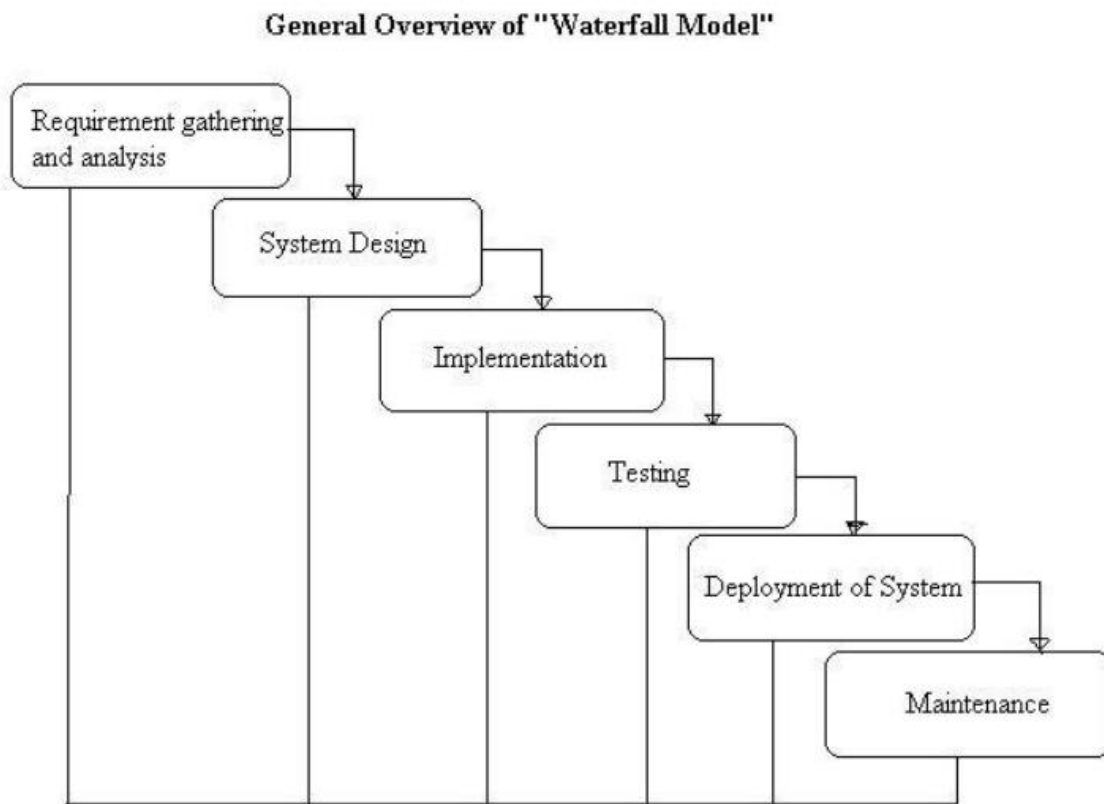 General Overview of "Waterfall Model"
Requirement gathering
and analysis
System Design
Implementation
Testing
Deployment of System
Maintenance